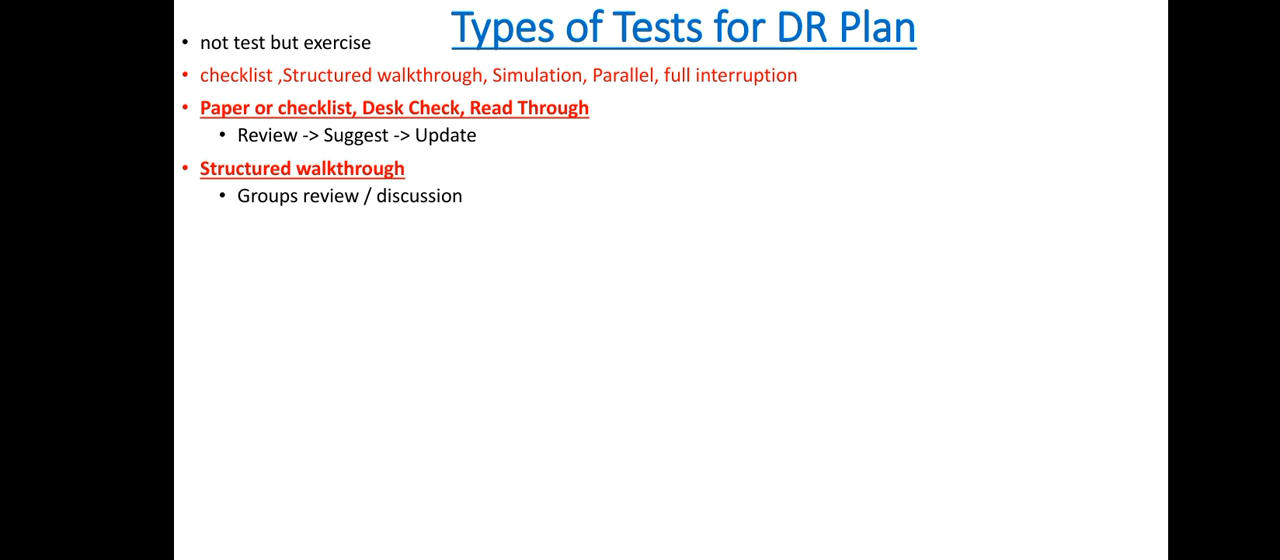 Types of Tests for DR Plan
• not test but exercise
• checklist ,Structured walkthrough, Simulation, Parallel, full interruption
• Paper or checklist, Desk Check, Read Through
• Review -> Suggest -> Update
• Structured walkthrough
• Groups review / discussion